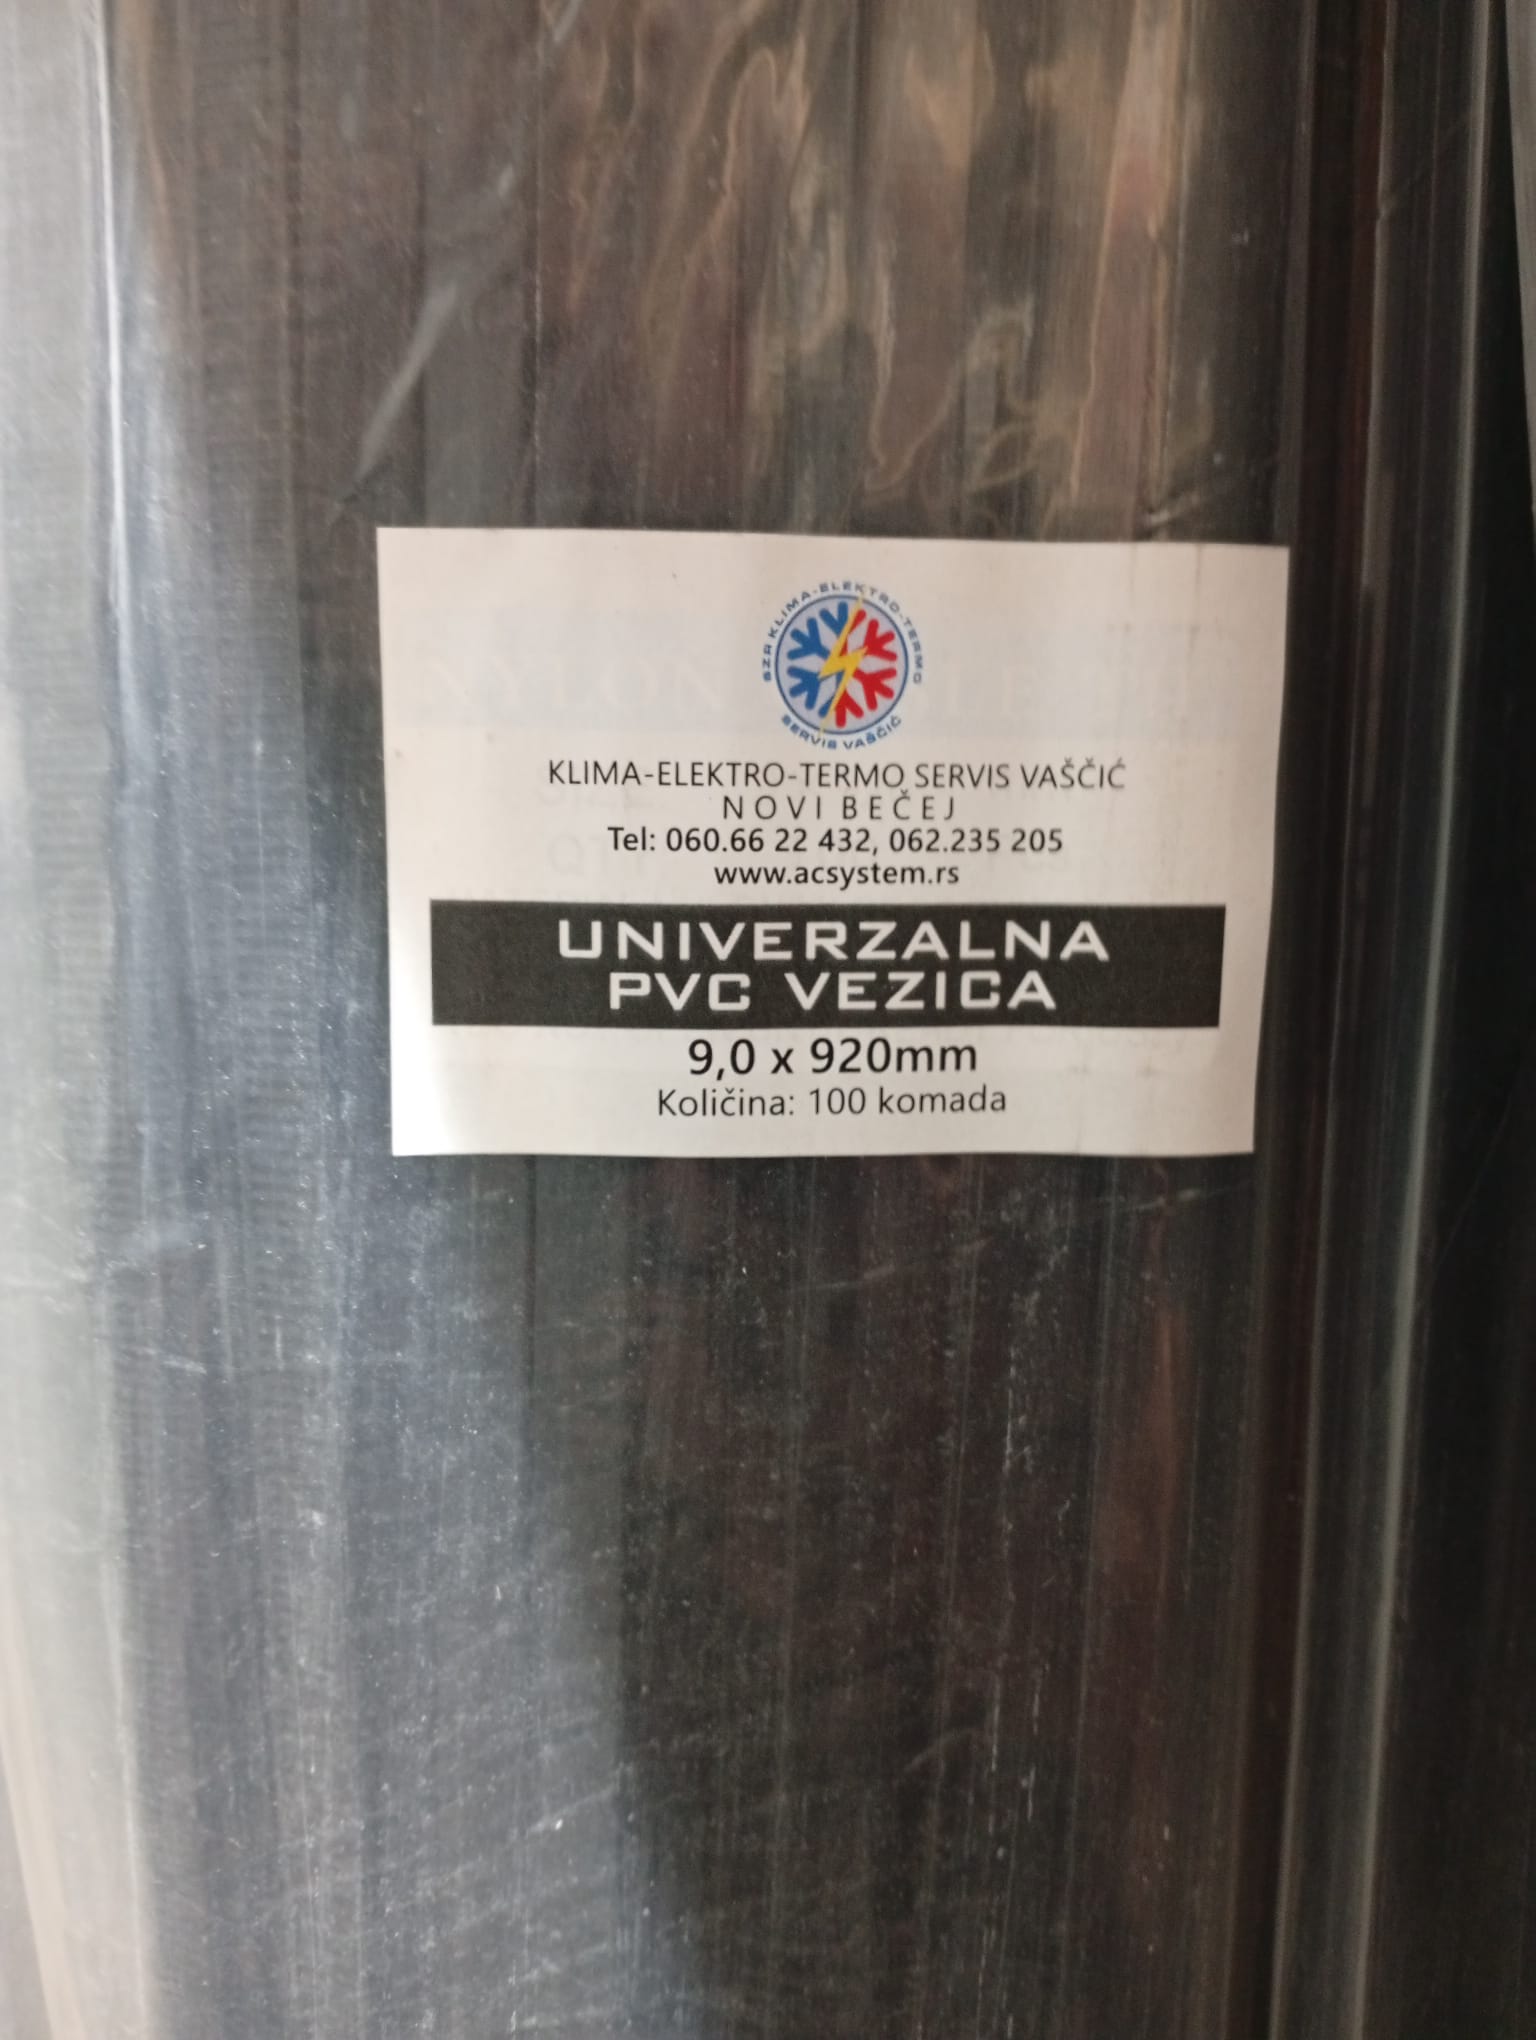 SZR KLIMA-ELEKTRO-TERMO
SERVIS VAŠČIĆ
KLIMA-ELEKTRO-TERMO SERVIS VAŠČIĆ
NOVI BEČEJ
Tel: 060.66 22 432, 062.235 205
www.acsystem.rs
UNIVERZALNA
PVC VEZICA
9,0 x 920mm
Količina: 100 komada